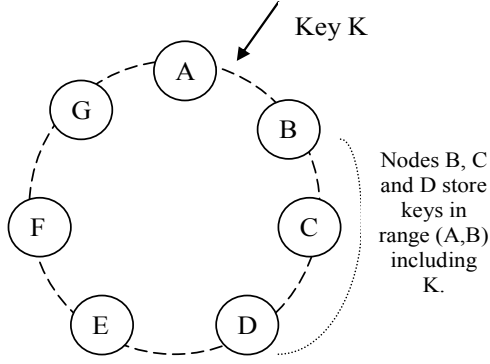 Key K
A
G
B
Nodes B, C
and D store
keys in
range (A,B)
including
K.
F
C
E
D